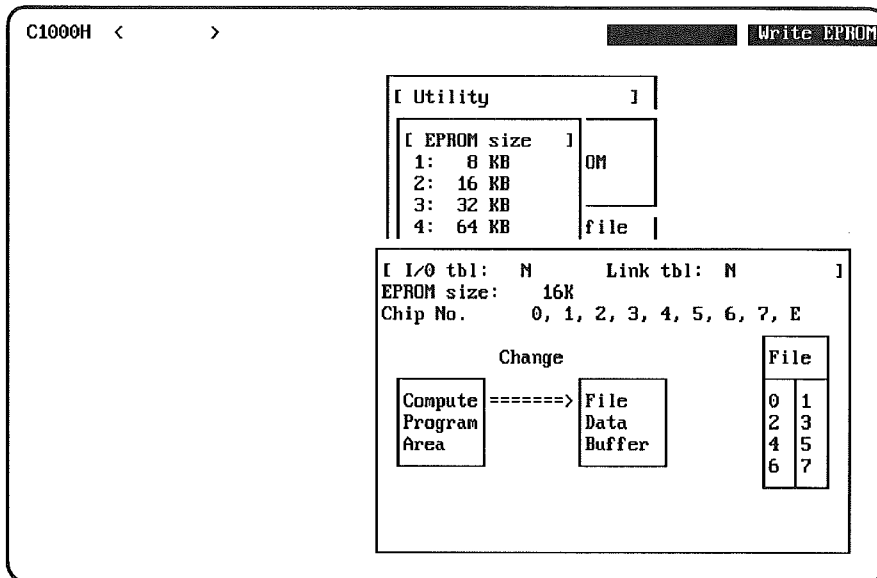 C1000H < > Write EPROM
[ Utility ]
[ EPROM size ]
1: 8 KB
OM
2: 16 KB
3: 32 KB
4: 64 KB
file
[ I/O tbl: N Link tbl: N ]
EPROM size: 16K
Chip No. 0, 1, 2, 3, 4, 5, 6, 7, E
Change
File
Compute =======> File
Program Data
Area Buffer
0 1
2 3
4 5
6 7